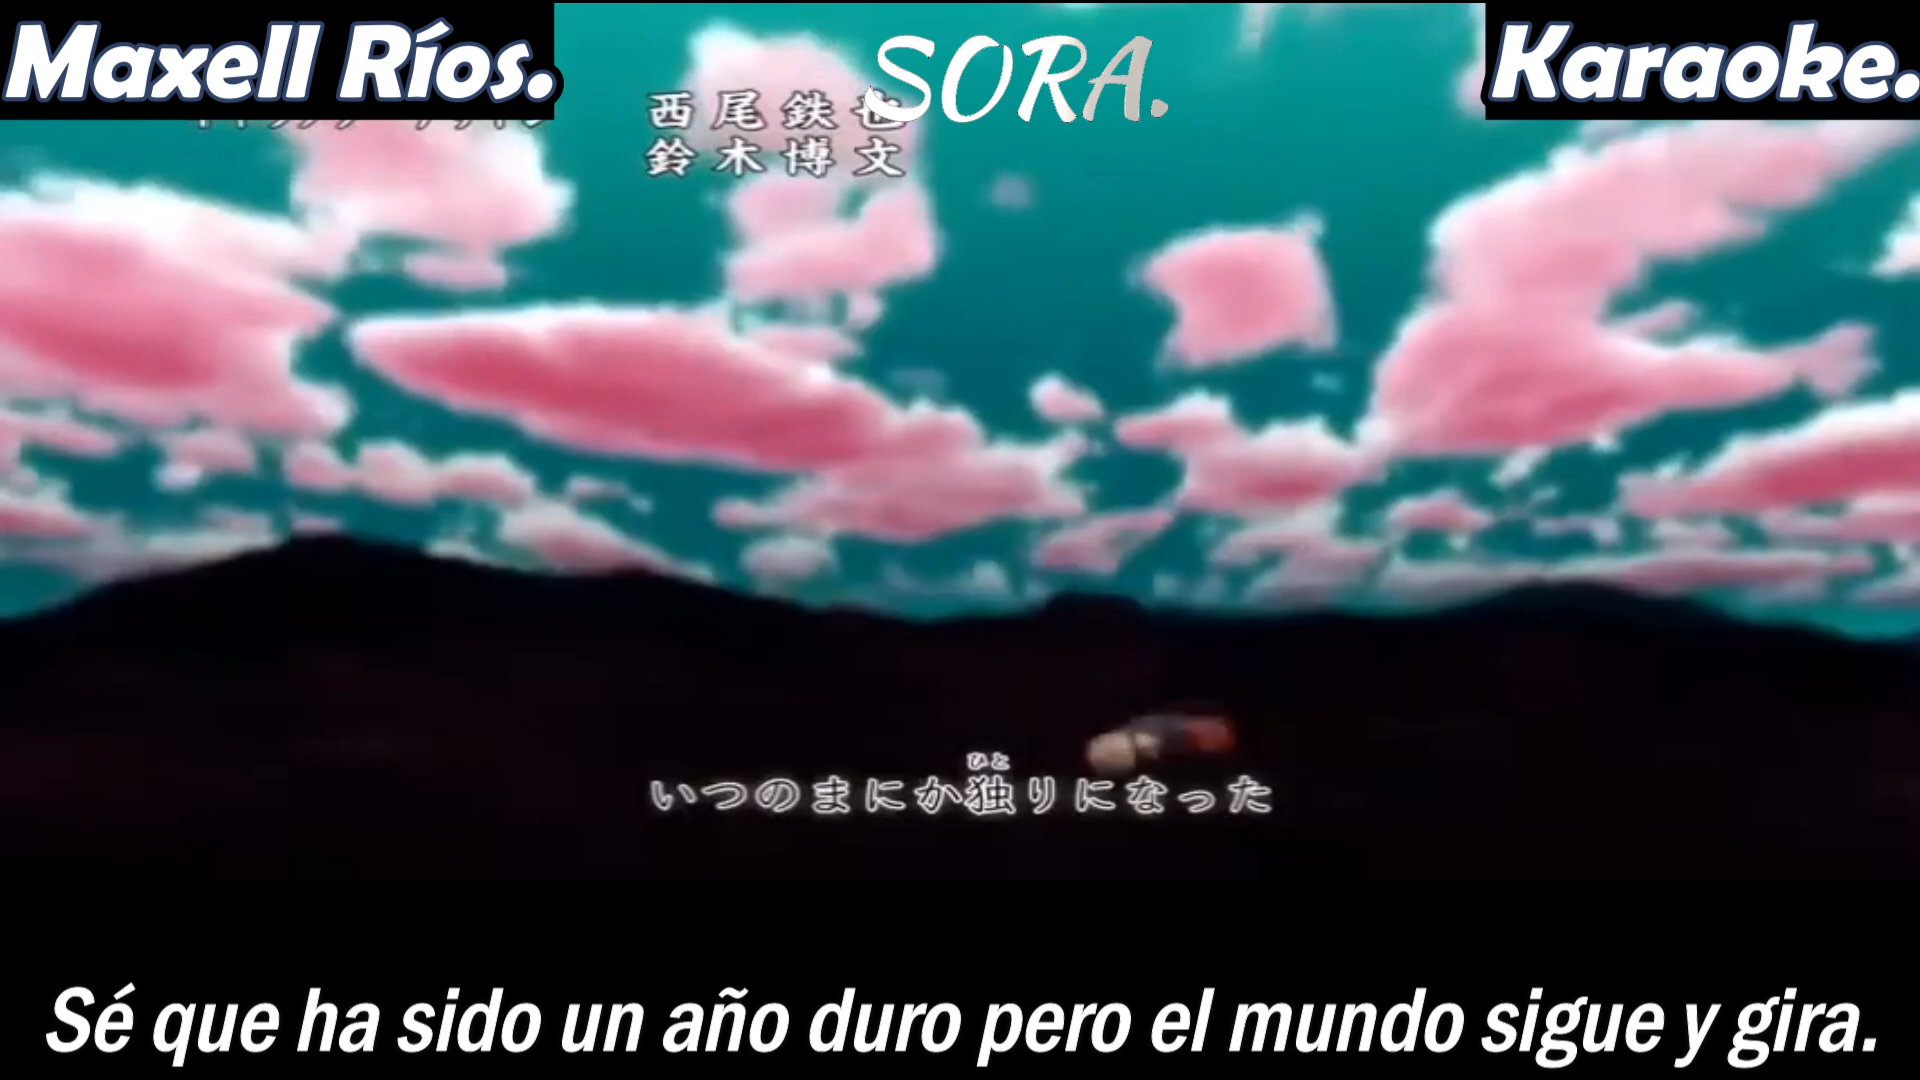 Maxell Ríos.
SORA.
Karaoke.
西尾鉄也
鈴木博文
ひと
いつのまにか独りになった
Sé que ha sido un año duro pero el mundo sigue y gira.